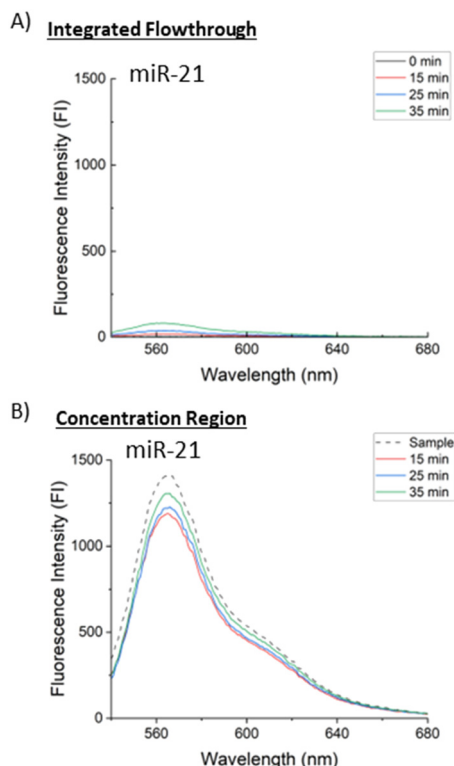 A) Integrated Flowthrough
miR-21
0 min
15 min
25 min
35 min
Fluorescence Intensity (FI)
1500
1000
500
0
560
600
640
680
Wavelength (nm)
B) Concentration Region
miR-21
Sample
15 min
25 min
35 min
Fluorescence Intensity (FI)
1500
1000
500
0
560
600
640
680
Wavelength (nm)